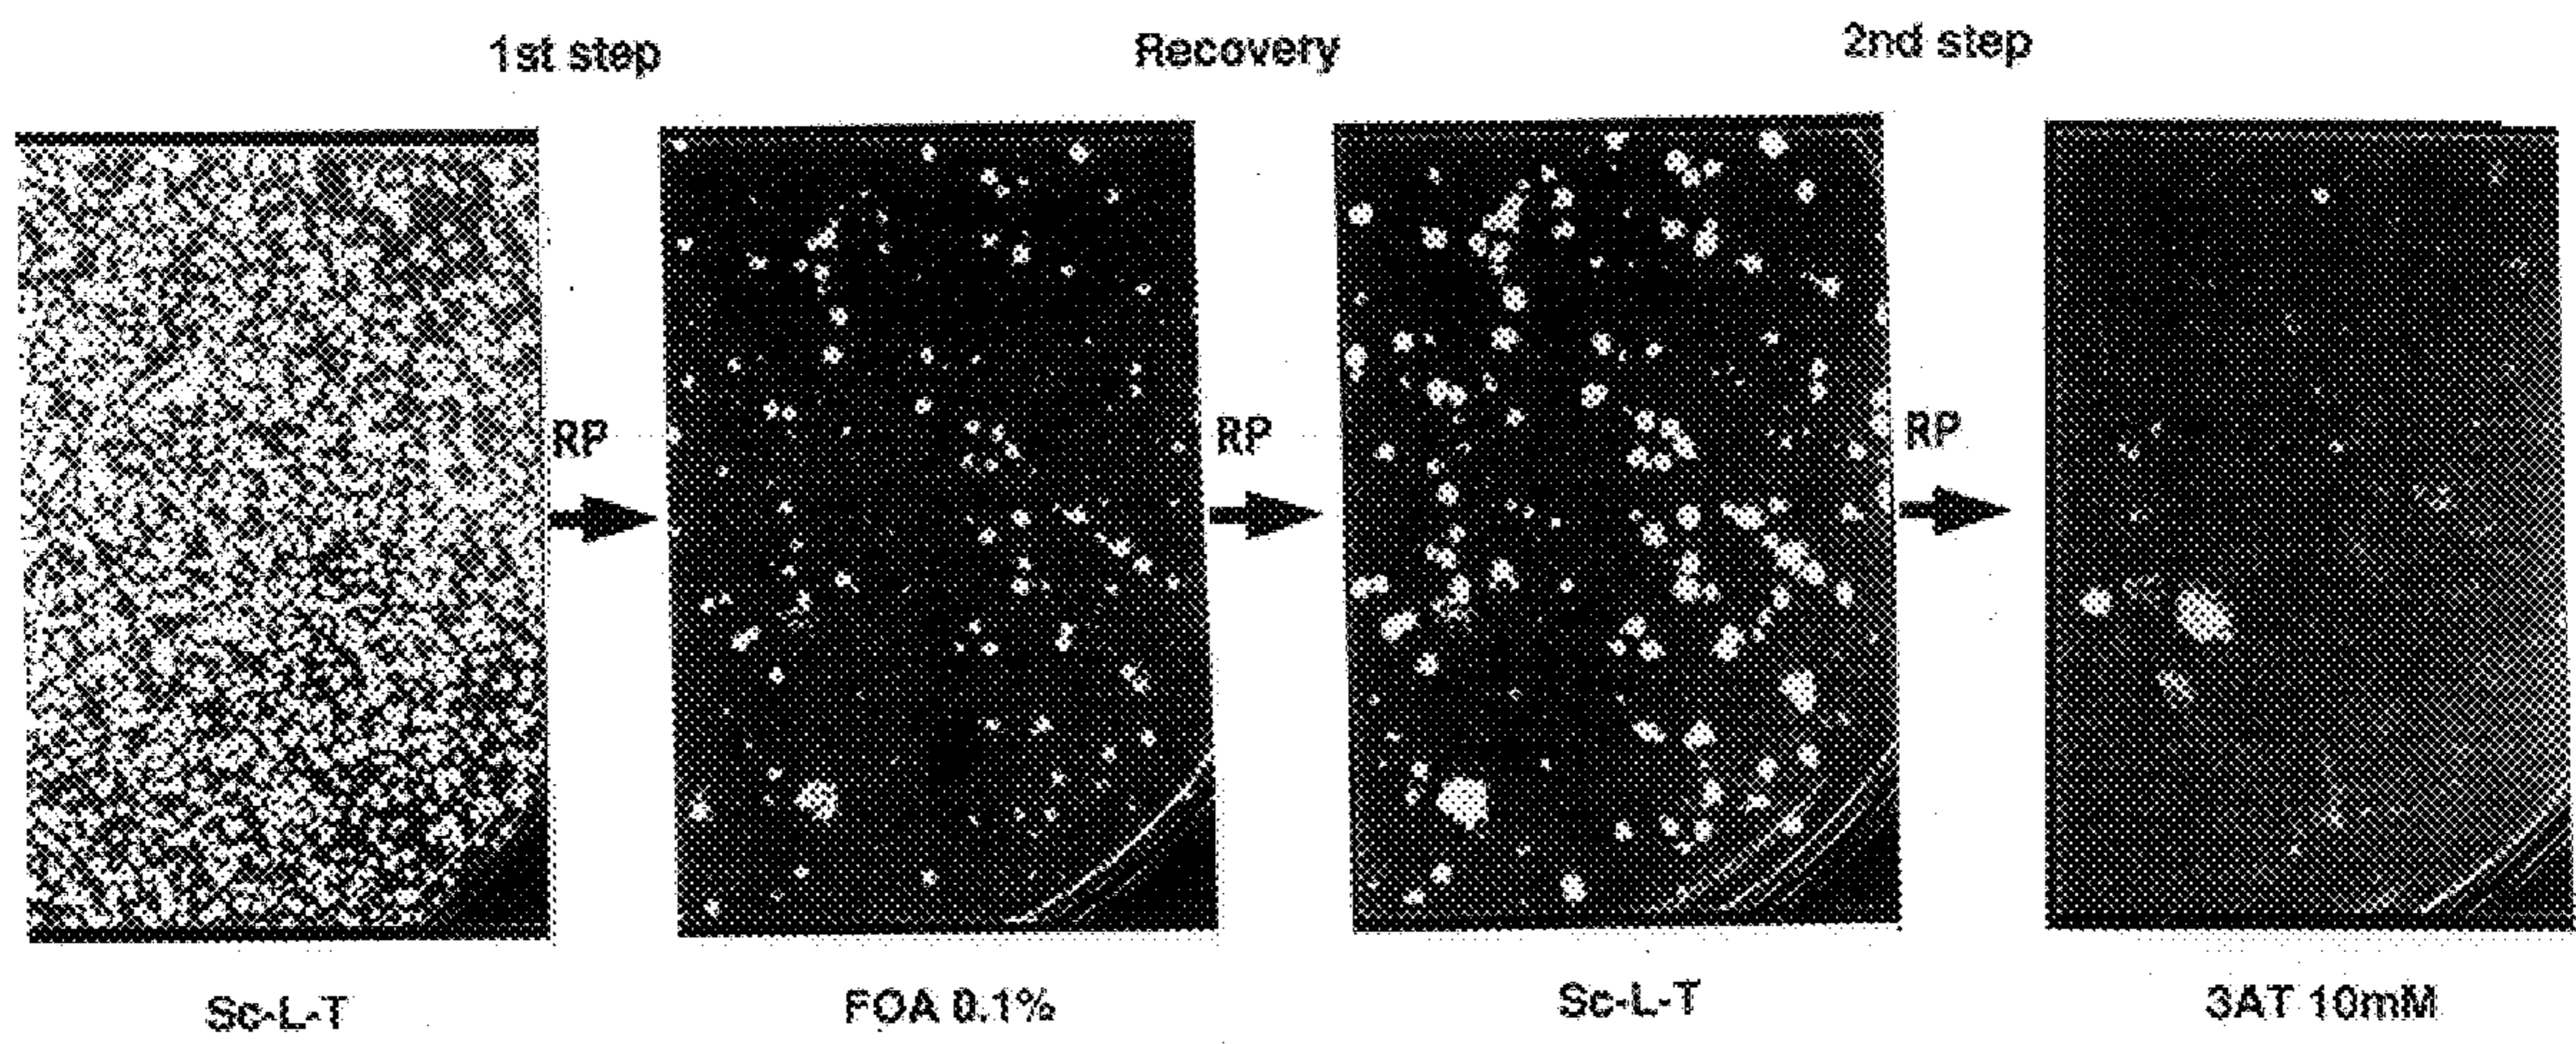 1st step
Recovery
2nd step
RP
RP
RP
Sc-L-T
FOA 0.1%
Sc-L-T
3AT 10mM